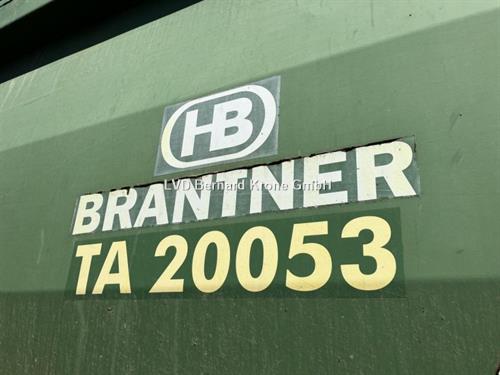 HB
BRANTNER
LVD Bernard Krone GmbH
TA 20053